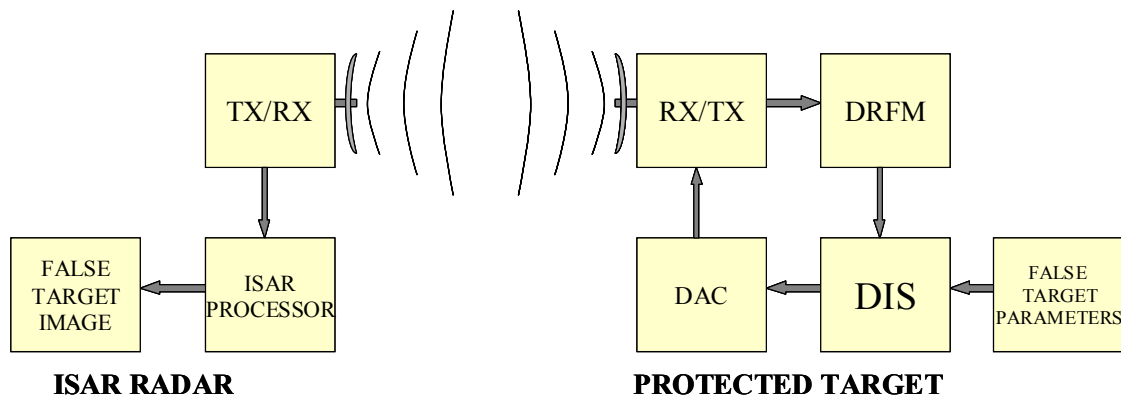 TX/RX
RX/TX
DRFM
FALSE
TARGET
IMAGE
ISAR
PROCESSOR
DAC
DIS
FALSE
TARGET
PARAMETERS
ISAR RADAR
PROTECTED TARGET